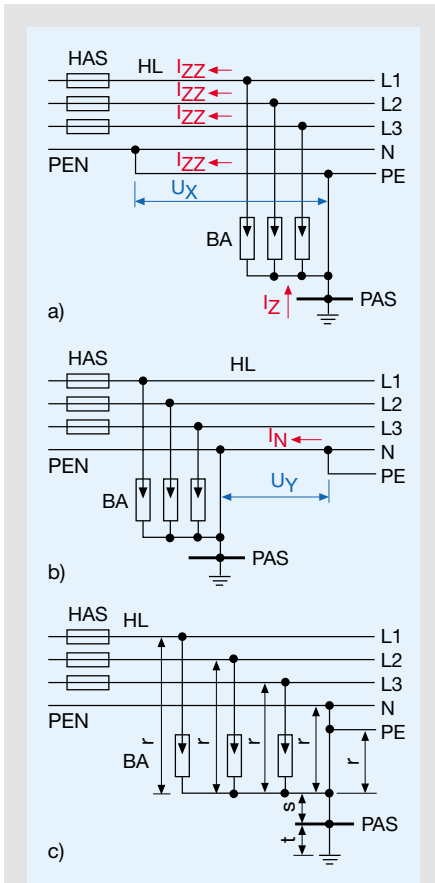 HAS
HL
IZZ
L1
IZZ
L2
IZZ
L3
N
PEN
IZZ
PE
UX
BA
IZ
PAS
a)
HAS
HL
L1
L2
L3
IN
N
PEN
PE
UY
BA
PAS
b)
HAS
HL
L1
L2
L3
N
PEN
PE
r
r
r
r
r
BA
s
PAS
t
c)